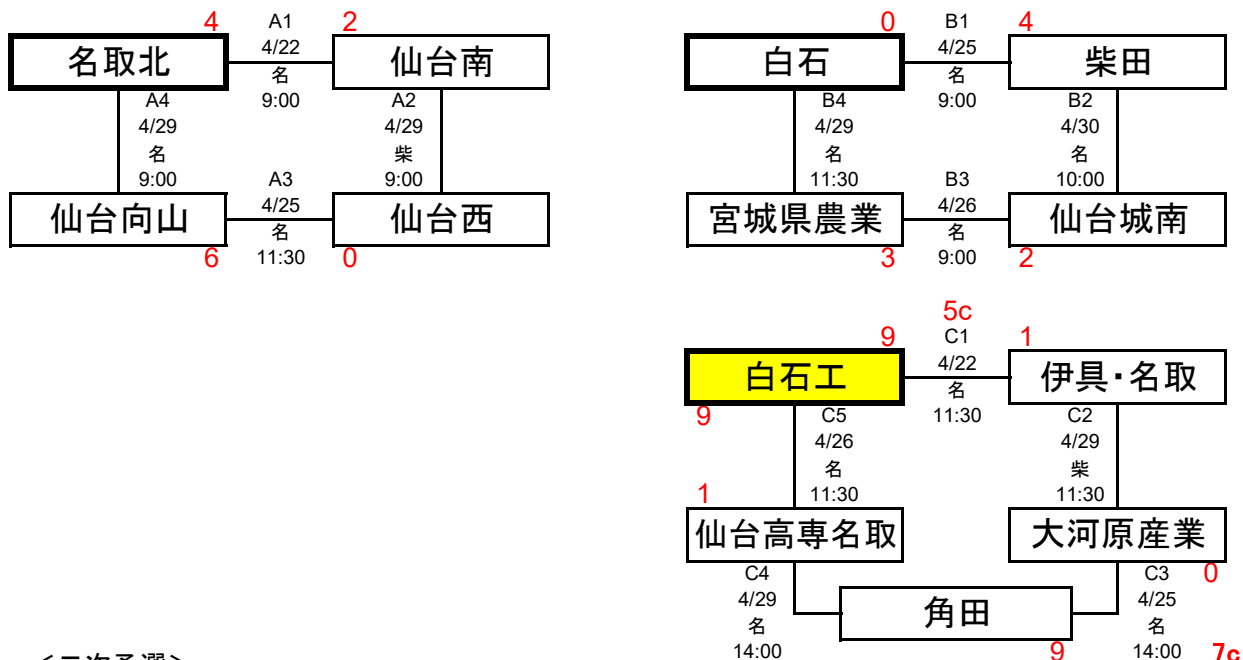 4 A1 2
名取北 4/22 仙台南
名
A4 9:00 A2
4/29 4/29
名 柴
9:00 A3 9:00
仙台向山 4/25 仙台西
名
6 11:30 0
0 B1 4
白石 4/25 柴田
名
B4 9:00 B2
4/29 4/30
名 名
11:30 B3 10:00
宮城県農業 4/26 仙台城南
名
3 9:00 2
5c
9 C1 1
白石工 4/22 伊具・名取
名
9 C5 11:30 C2
4/26 4/29
名 柴
1 11:30 11:30
仙台高専名取 大河原産業
C4 C3 0
4/29 角田 4/25
名 名
14:00 9 14:00 7c